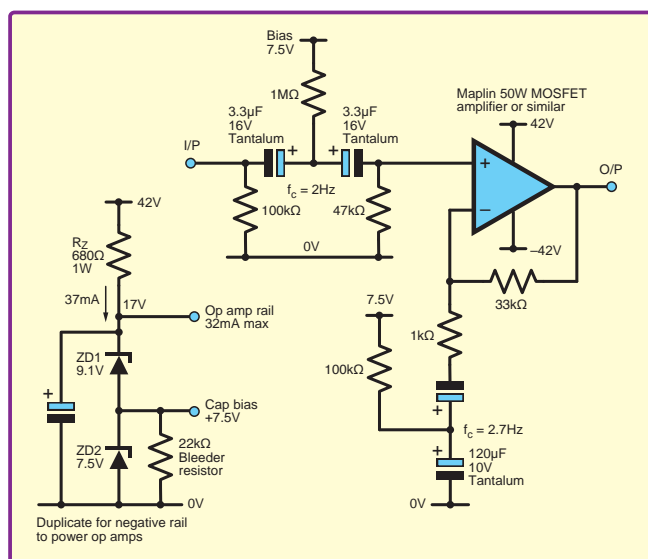 Bias
7.5V
1MΩ
3.3µF
16V
Tantalum
+
3.3µF
16V
Tantalum
+
I/P
100kΩ
fc = 2Hz
47kΩ
0V
Maplin 50W MOSFET
amplifier or similar
42V
+
–
O/P
–42V
33kΩ
1kΩ
7.5V
100kΩ
+
fc = 2.7Hz
+
120µF
10V
Tantalum
0V
42V
RZ
680Ω
1W
37mA
17V
Op amp rail
32mA max
ZD1
9.1V
+
Cap bias
+7.5V
ZD2
7.5V
22kΩ
Bleeder
resistor
0V
Duplicate for negative rail
to power op amps